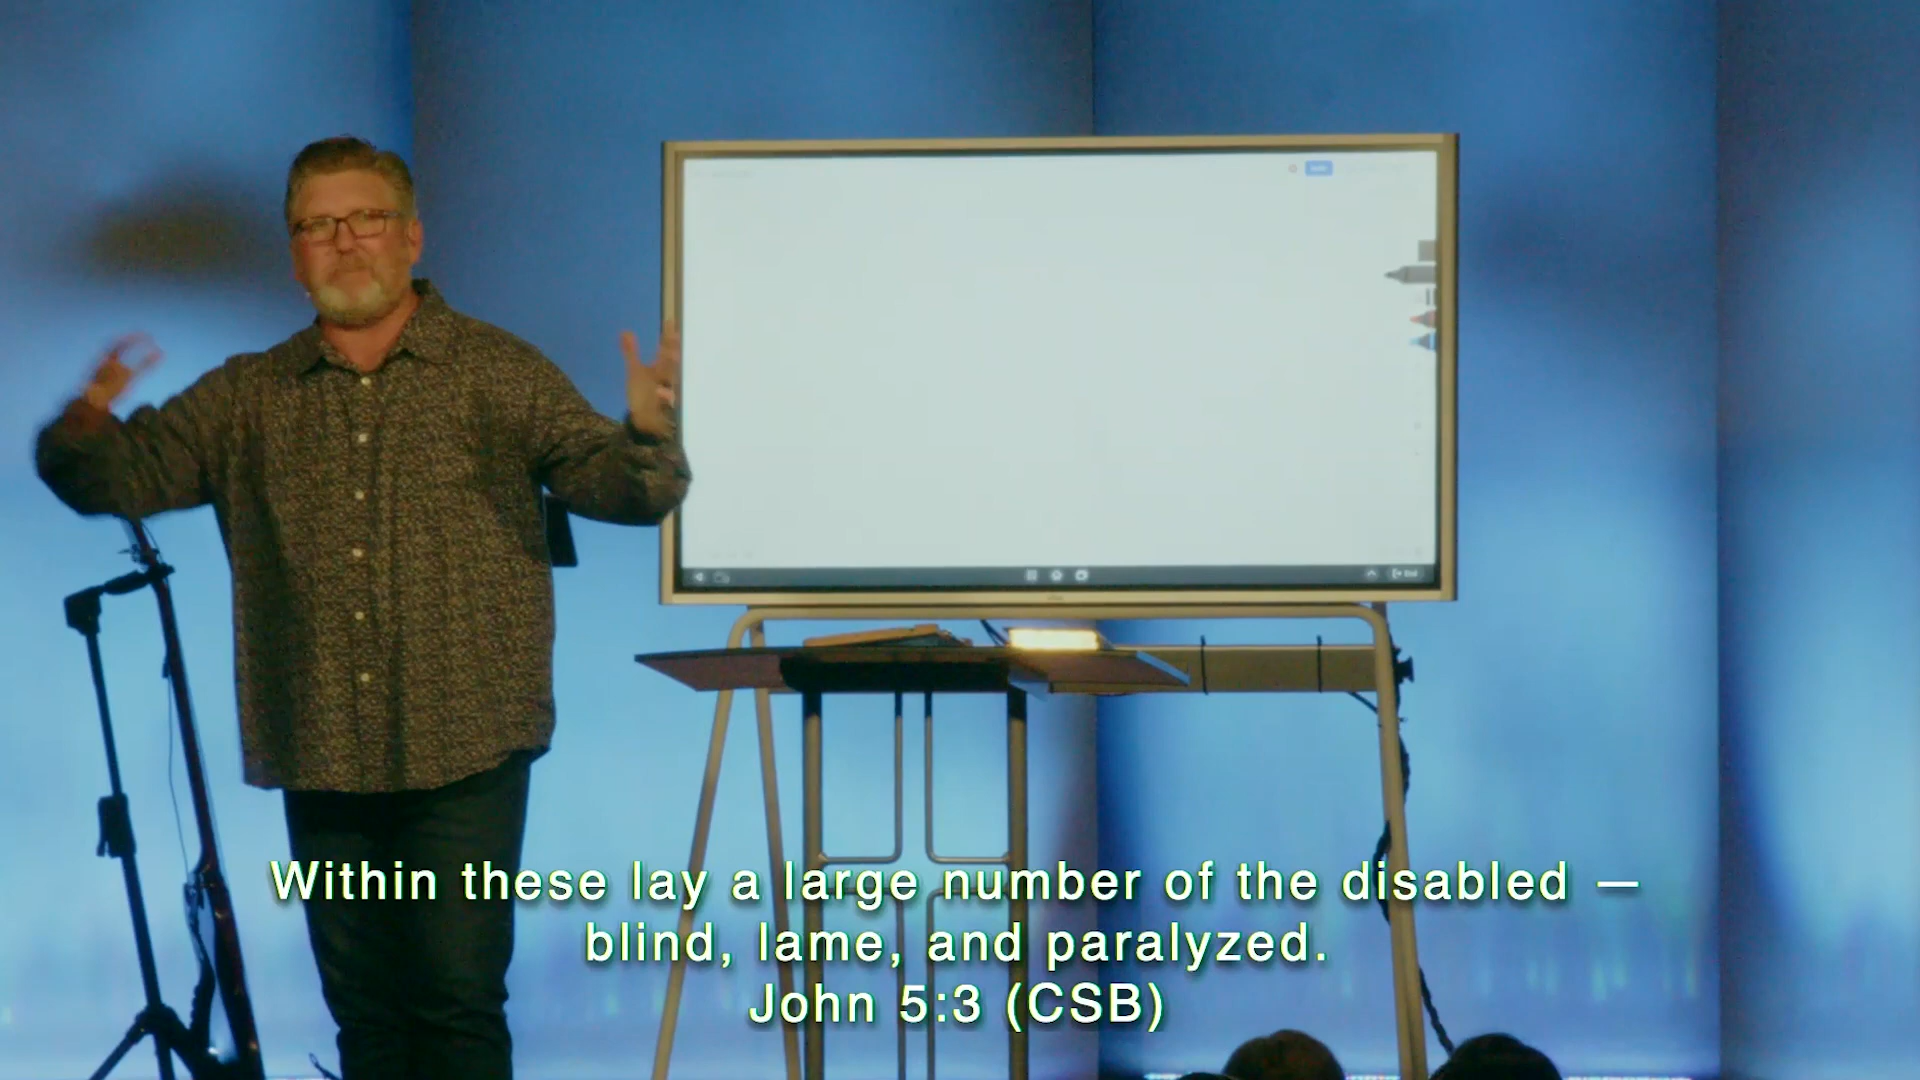 Within these lay a large number of the disabled —
blind, lame, and paralyzed.
John 5:3 (CSB)